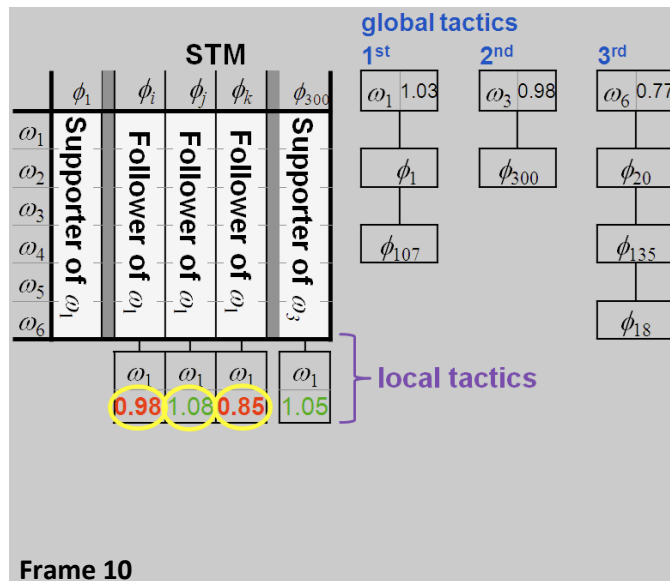 global tactics
STM
1st 2nd 3rd
ϕ1 ϕi ϕj ϕk ϕ300
ω1 1.03 ω3 0.98 ω6 0.77
ω1
ω2
ω3
ω4
ω5
ω6
Supporter of ω1
Follower of ω1
Follower of ω1
Follower of ω1
Supporter of ω3
ϕ1 ϕ300 ϕ20
ϕ107 ϕ135
ϕ18
ω1 ω1 ω1 ω1
0.98 1.08 0.85 1.05
local tactics
Frame 10